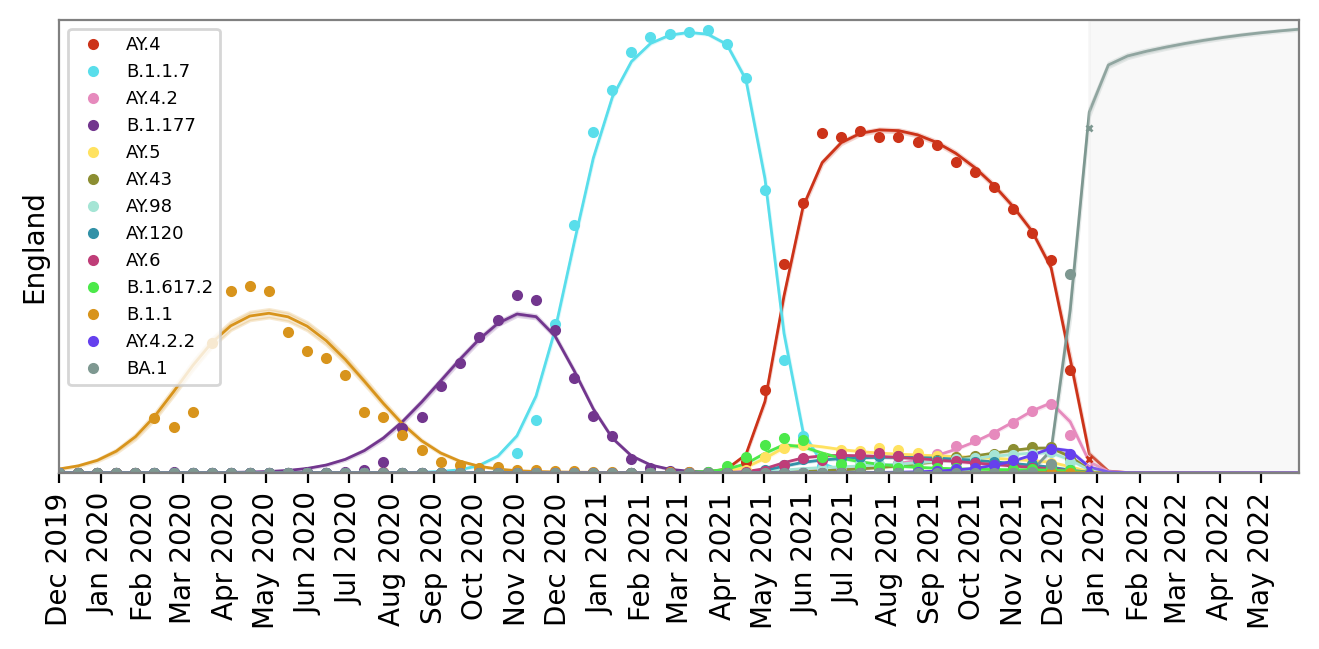 AY.4
B.1.1.7
AY.4.2
B.1.177
AY.5
AY.43
AY.98
AY.120
AY.6
B.1.617.2
B.1.1
AY.4.2.2
BA.1
England
Dec 2019
Jan 2020
Feb 2020
Mar 2020
Apr 2020
May 2020
Jun 2020
Jul 2020
Aug 2020
Sep 2020
Oct 2020
Nov 2020
Dec 2020
Jan 2021
Feb 2021
Mar 2021
Apr 2021
May 2021
Jun 2021
Jul 2021
Aug 2021
Sep 2021
Oct 2021
Nov 2021
Dec 2021
Jan 2022
Feb 2022
Mar 2022
Apr 2022
May 2022